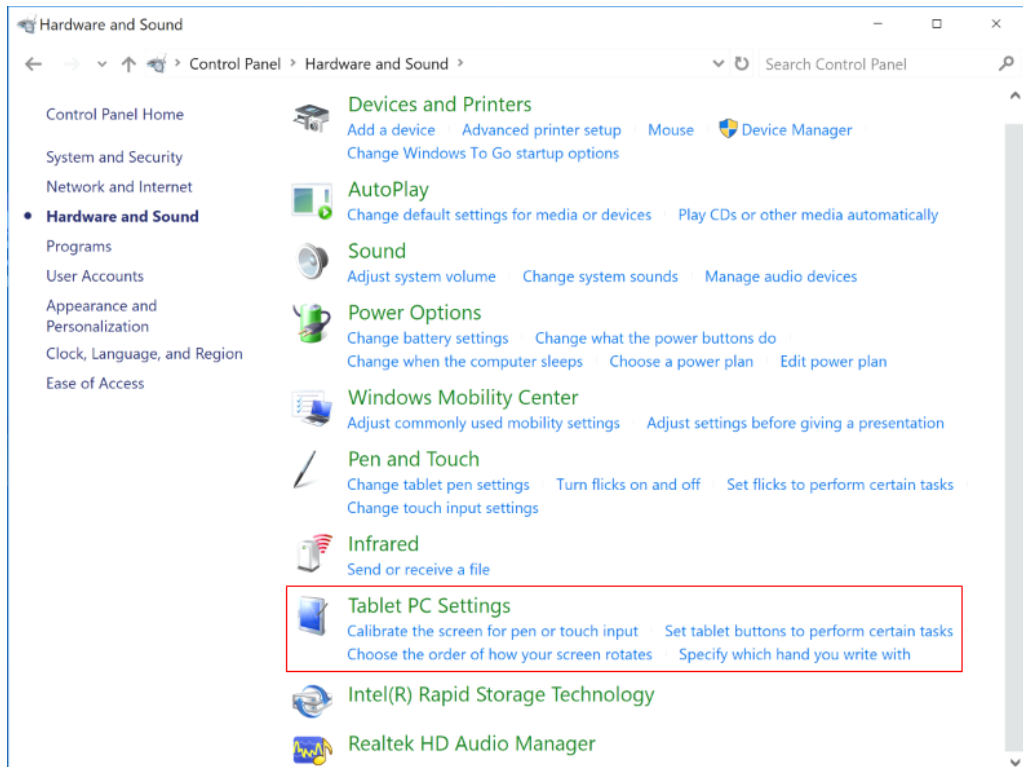 Hardware and Sound
Control Panel > Hardware and Sound >
Search Control Panel
Control Panel Home
System and Security
Network and Internet
Hardware and Sound
Programs
User Accounts
Appearance and
Personalization
Clock, Language, and Region
Ease of Access
Devices and Printers
Add a device Advanced printer setup Mouse Device Manager
Change Windows To Go startup options
AutoPlay
Change default settings for media or devices Play CDs or other media automatically
Sound
Adjust system volume Change system sounds Manage audio devices
Power Options
Change battery settings Change what the power buttons do
Change when the computer sleeps Choose a power plan Edit power plan
Windows Mobility Center
Adjust commonly used mobility settings Adjust settings before giving a presentation
Pen and Touch
Change tablet pen settings Turn flicks on and off Set flicks to perform certain tasks
Change touch input settings
Infrared
Send or receive a file
Tablet PC Settings
Calibrate the screen for pen or touch input Set tablet buttons to perform certain tasks
Choose the order of how your screen rotates Specify which hand you write with
Intel(R) Rapid Storage Technology
Realtek HD Audio Manager